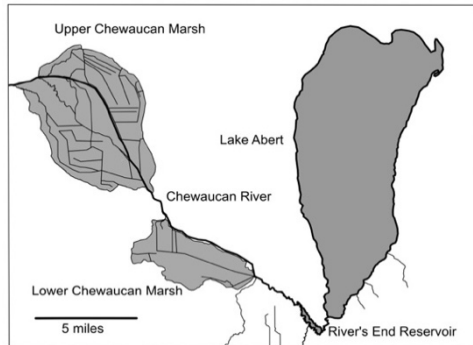 Upper Chewaucan Marsh
Lake Abert
Chewaucan River
Lower Chewaucan Marsh
5 miles
River's End Reservoir